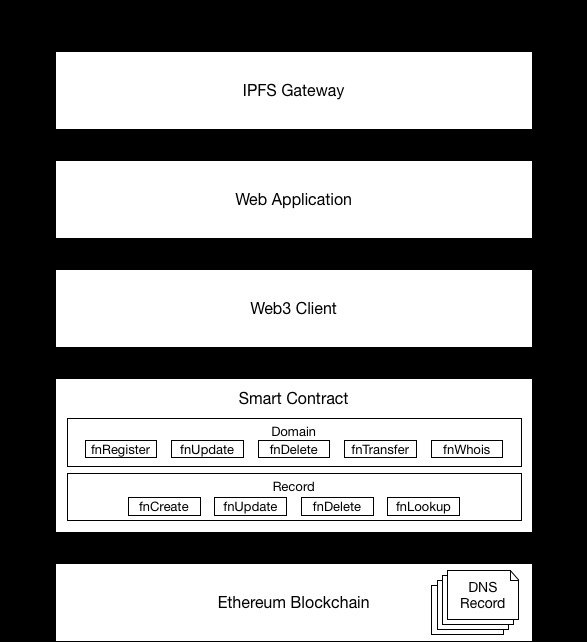 IPFS Gateway
Web Application
Web3 Client
Smart Contract
Domain
fnRegister fnUpdate fnDelete fnTransfer fnWhois
Record
fnCreate fnUpdate fnDelete fnLookup
Ethereum Blockchain
DNS
Record